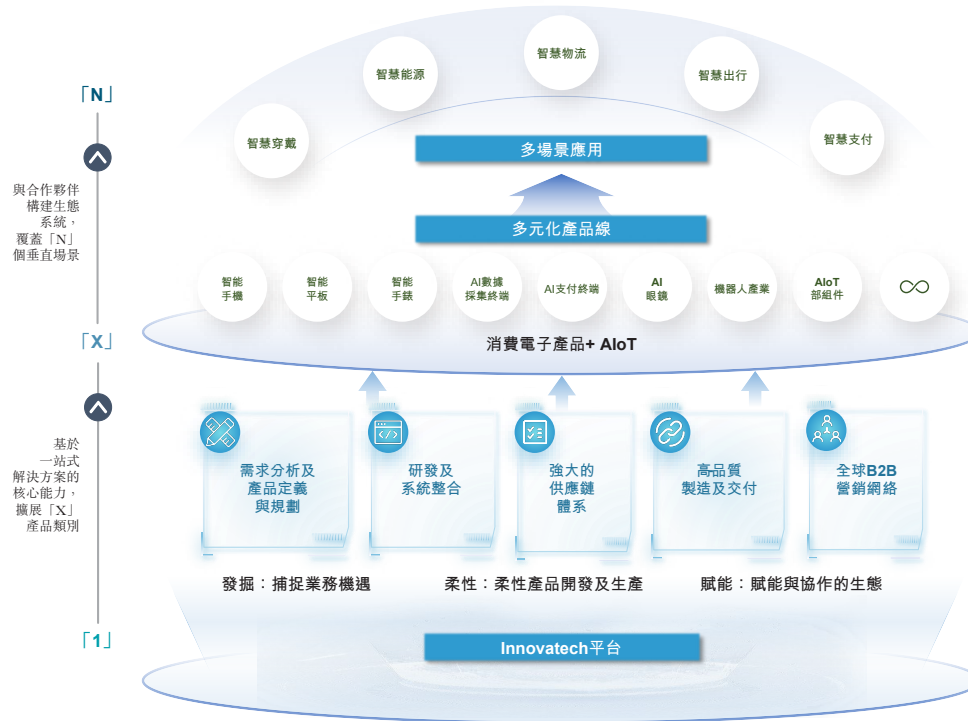 智慧物流
智慧能源
智慧出行
智慧穿戴
智慧支付
「N」
多場景應用
與合作夥伴
構建生態
系統，
覆蓋「N」
個垂直場景
多元化產品線
智能
手機
智能
平板
智能
手錶
AI數據
採集終端
AI支付終端
AI
眼鏡
機器人產業
AIoT
部組件
∞
「X」
消費電子產品+ AIoT
基於
一站式
解決方案的
核心能力，
擴展「X」
產品類別
需求分析及
產品定義
與規劃
研發及
系統整合
強大的
供應鏈
體系
高品質
製造及交付
全球B2B
營銷網絡
發掘：捕捉業務機遇
柔性：柔性產品開發及生產
賦能：賦能與協作的生態
「1」
Innovatech平台